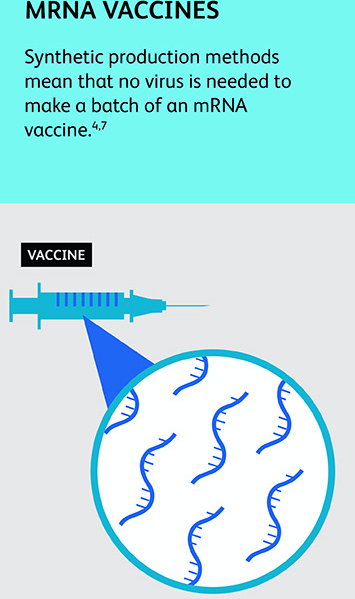 MRNA VACCINES
Synthetic production methods
mean that no virus is needed to
make a batch of an mRNA
vaccine.4,7
VACCINE